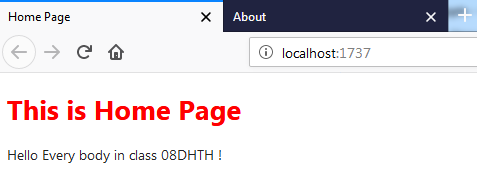 Home Page
About
localhost:1737
This is Home Page
Hello Every body in class 08DHTH !